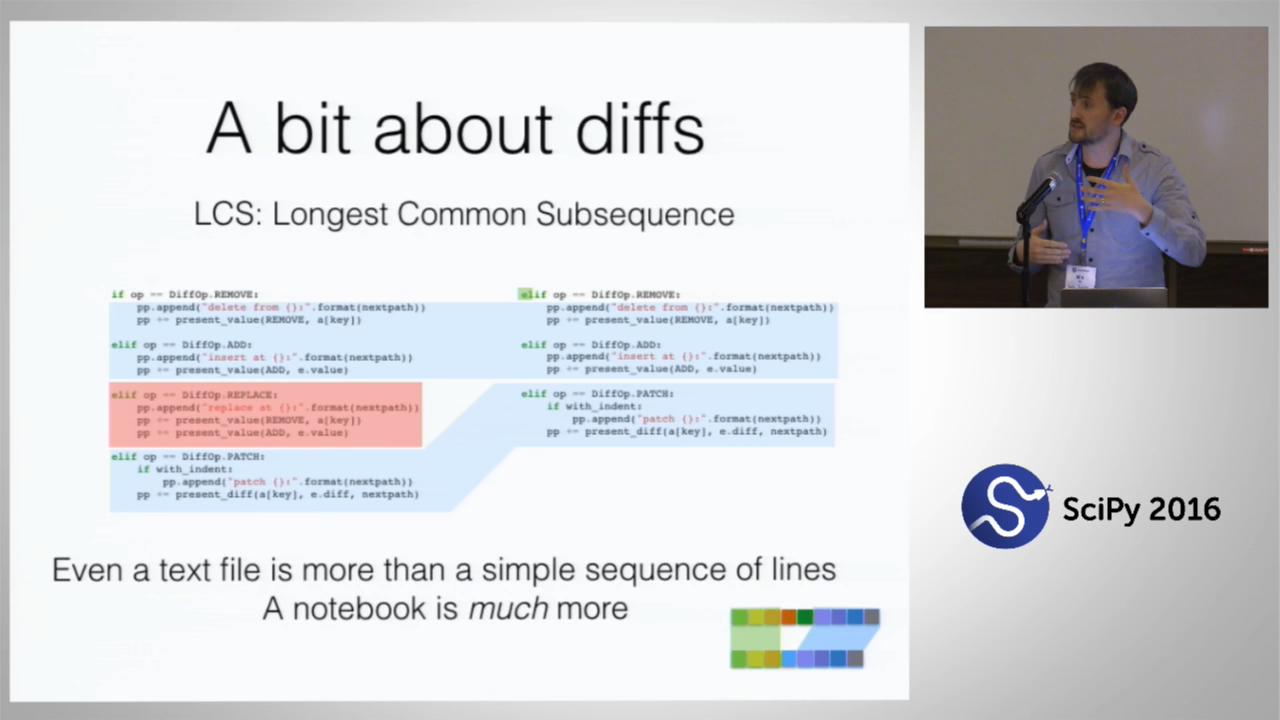 A bit about diffs
LCS: Longest Common Subsequence
if op == DiffOp.REMOVE:
pp.append("delete from {}:".format(nextpath))
pp += present_value(REMOVE, a[key])
elif op == DiffOp.ADD:
pp.append("insert at {}:".format(nextpath))
pp += present_value(ADD, e.value)
elif op == DiffOp.REPLACE:
pp.append("replace at {}:".format(nextpath))
pp += present_value(REMOVE, a[key])
pp += present_value(ADD, e.value)
elif op == DiffOp.PATCH:
if with_indent:
pp.append("patch {}:".format(nextpath))
pp += present_diff(a[key], e.diff, nextpath)
elif op == DiffOp.REMOVE:
pp.append("delete from {}:".format(nextpath))
pp += present_value(REMOVE, a[key])
elif op == DiffOp.ADD:
pp.append("insert at {}:".format(nextpath))
pp += present_value(ADD, e.value)
elif op == DiffOp.PATCH:
if with_indent:
pp.append("patch {}:".format(nextpath))
pp += present_diff(a[key], e.diff, nextpath)
Even a text file is more than a simple sequence of lines
A notebook is much more
SciPy 2016